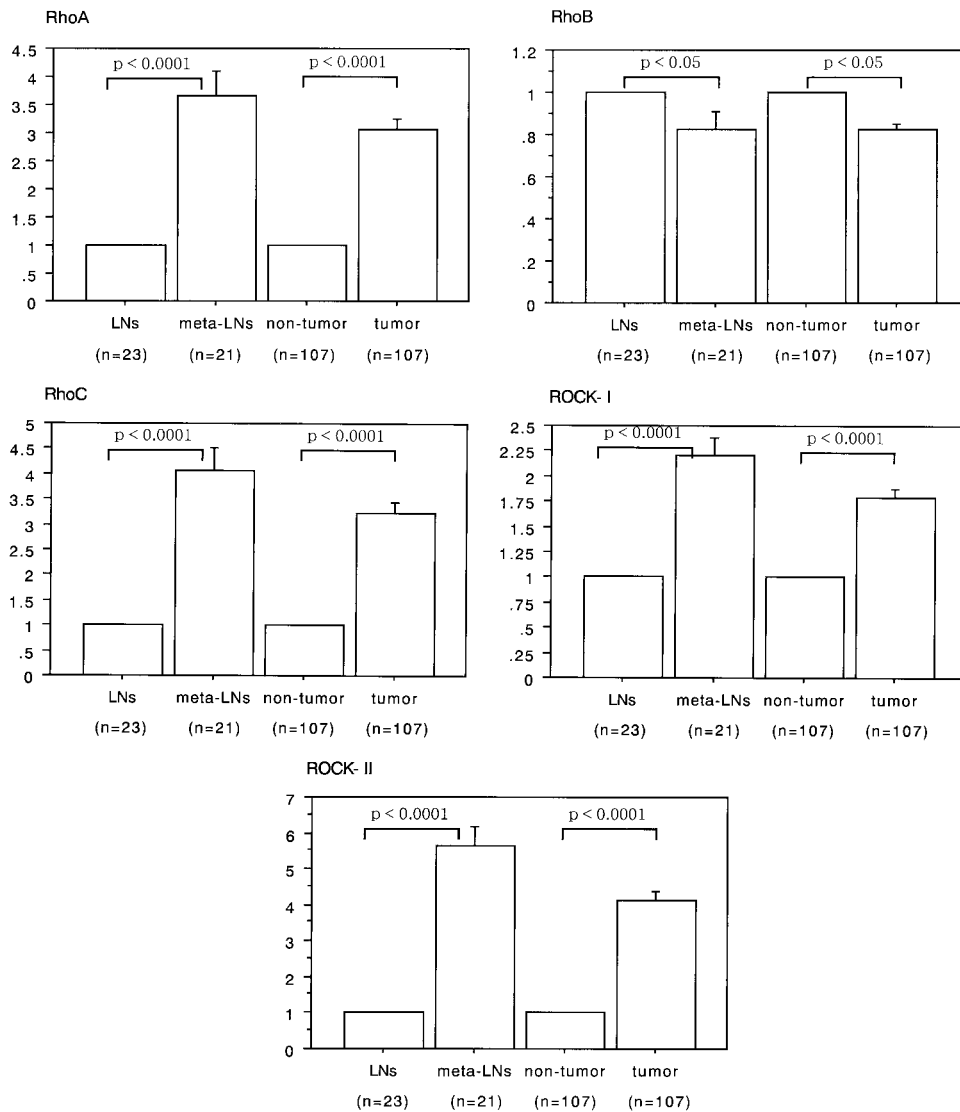 RhoA
4.5
4
3.5
3
2.5
2
1.5
1
.5
0
p < 0.0001
p < 0.0001
LNs meta-LNs non-tumor tumor
(n=23) (n=21) (n=107) (n=107)
RhoB
1.2
1
.8
.6
.4
.2
0
p < 0.05
p < 0.05
LNs meta-LNs non-tumor tumor
(n=23) (n=21) (n=107) (n=107)
RhoC
5
4.5
4
3.5
3
2.5
2
1.5
1
.5
0
p < 0.0001
p < 0.0001
LNs meta-LNs non-tumor tumor
(n=23) (n=21) (n=107) (n=107)
ROCK- I
2.5
2.25
2
1.75
1.5
1.25
1
.75
.5
.25
0
p < 0.0001
p < 0.0001
LNs meta-LNs non-tumor tumor
(n=23) (n=21) (n=107) (n=107)
ROCK- II
7
6
5
4
3
2
1
0
p < 0.0001
p < 0.0001
LNs meta-LNs non-tumor tumor
(n=23) (n=21) (n=107) (n=107)